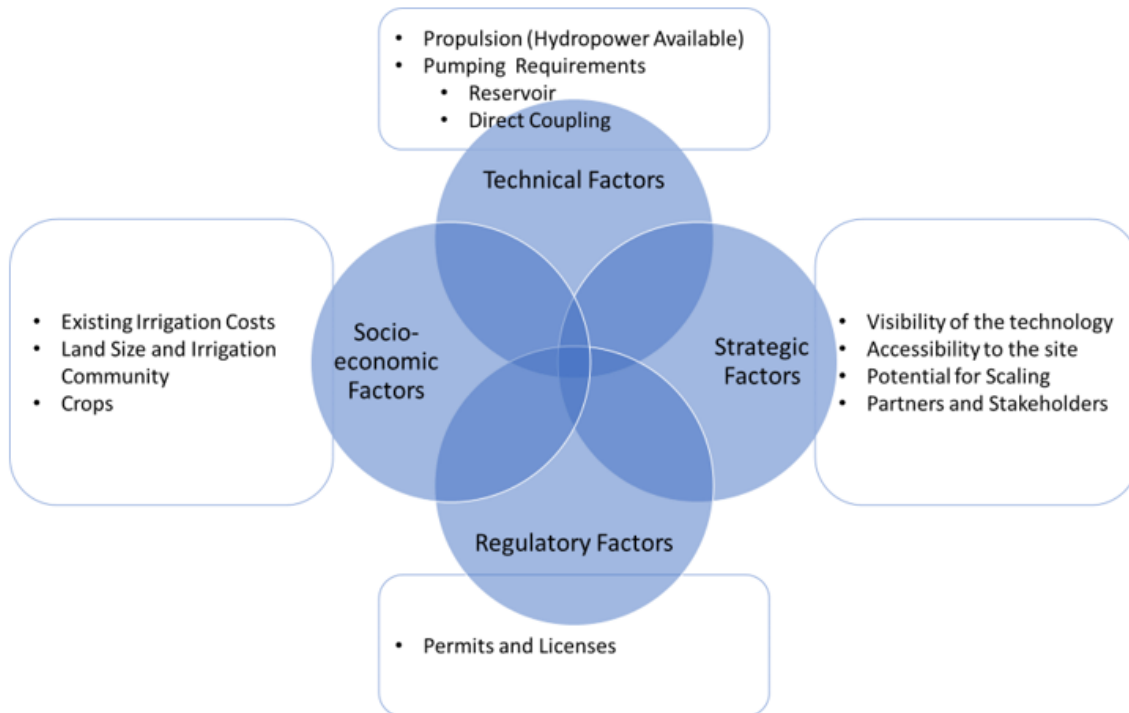 • Propulsion (Hydropower Available)
• Pumping Requirements
• Reservoir
• Direct Coupling
Technical Factors
• Existing Irrigation Costs
• Land Size and Irrigation
Community
• Crops
Socio-
economic
Factors
Strategic
Factors
• Visibility of the technology
• Accessibility to the site
• Potential for Scaling
• Partners and Stakeholders
Regulatory Factors
• Permits and Licenses